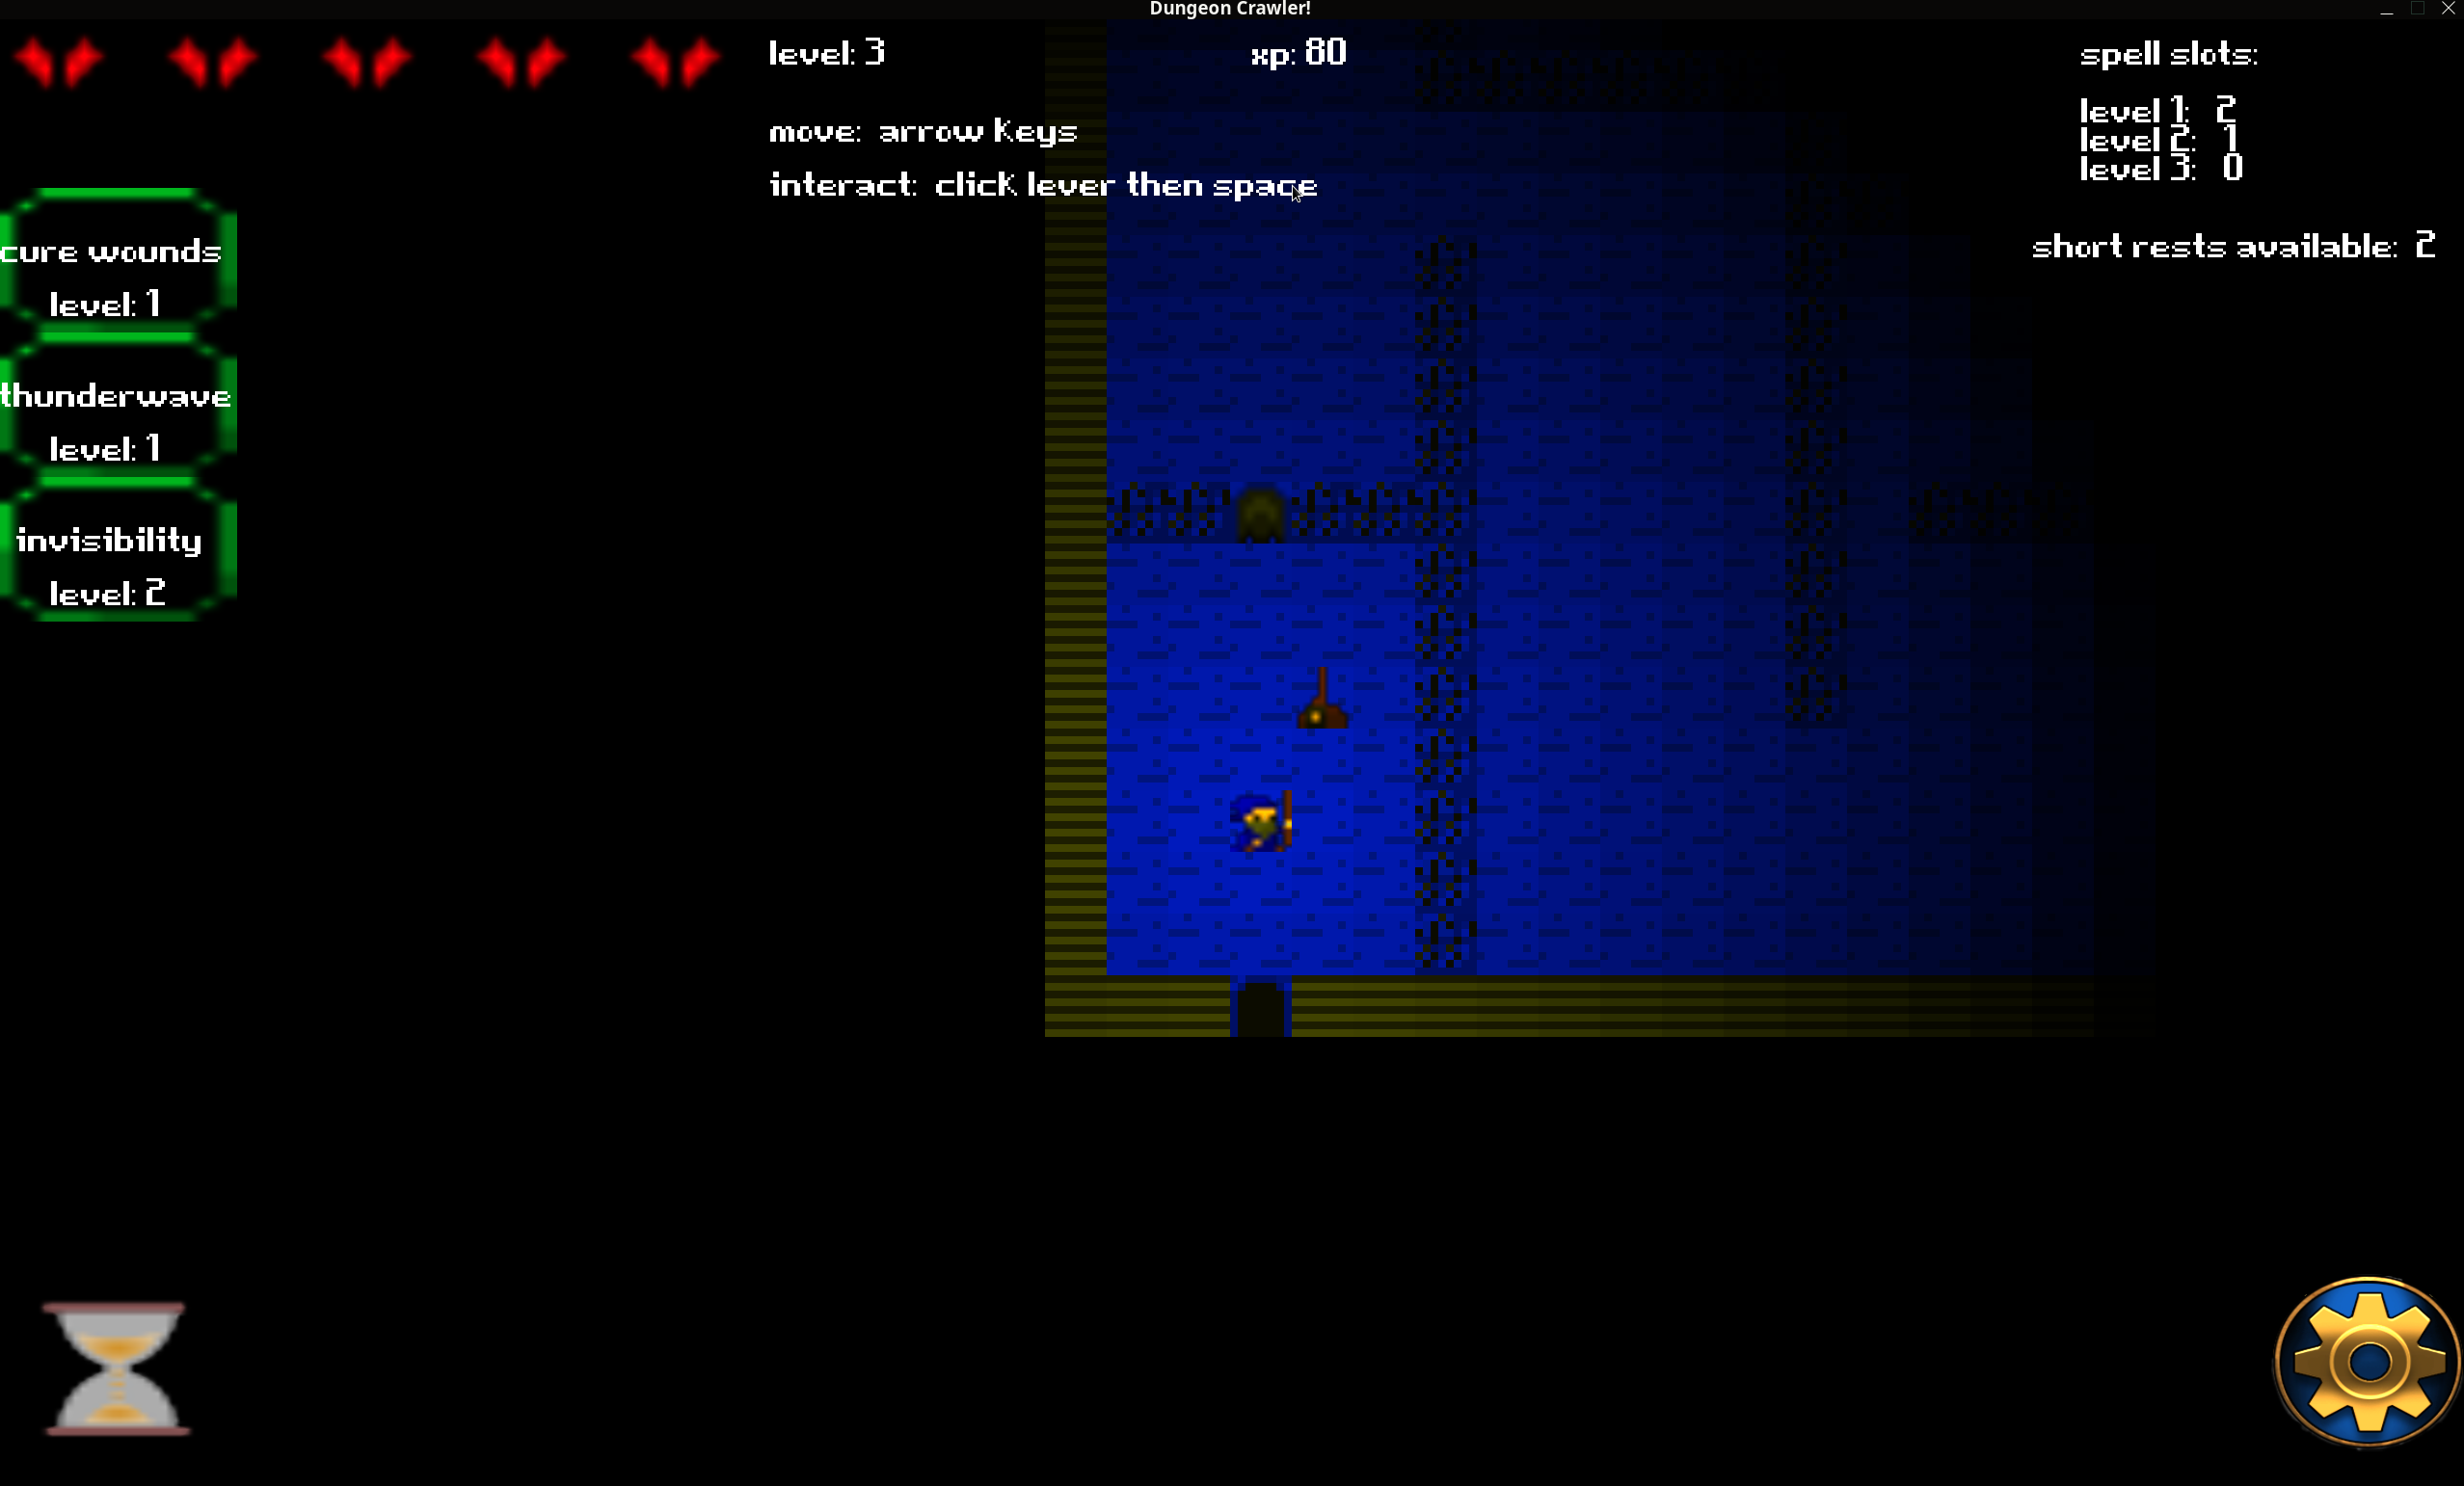 Dungeon Crawler!
level: 3
xp: 80
move: arrow keys
interact: click lever then space
spell slots:
level 1: 2
level 2: 1
level 3: 0
short rests available: 2
cure wounds
level: 1
thunderwave
level: 1
invisibility
level: 2